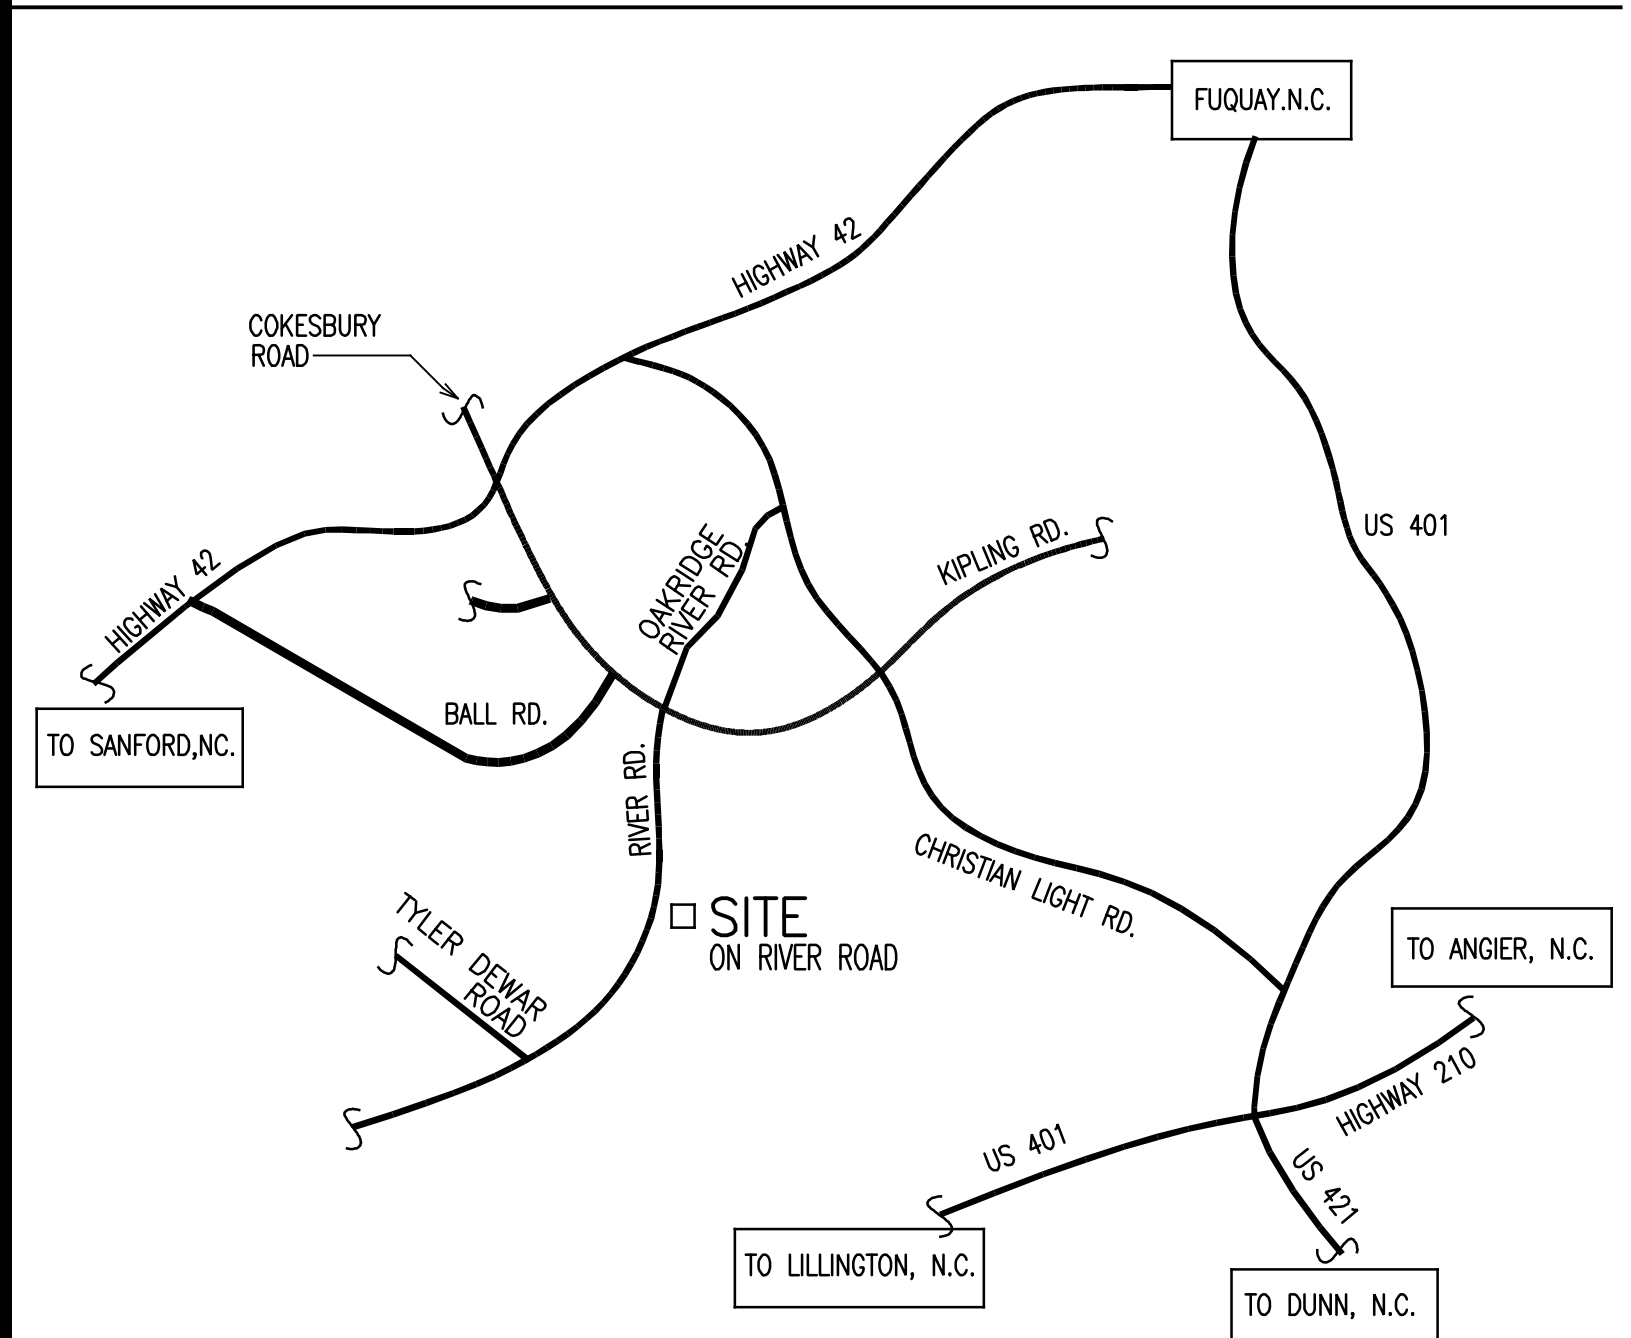 FUQUAY.N.C.
HIGHWAY 42
COKESBURY
ROAD
US 401
KIPLING RD.
OAKRIDGE
RIVER RD.
HIGHWAY 42
BALL RD.
TO SANFORD,NC.
RIVER RD.
CHRISTIAN LIGHT RD.
SITE
ON RIVER ROAD
TYLER DEWAR
ROAD
TO ANGIER, N.C.
HIGHWAY 210
US 401
US 421
TO LILLINGTON, N.C.
TO DUNN, N.C.